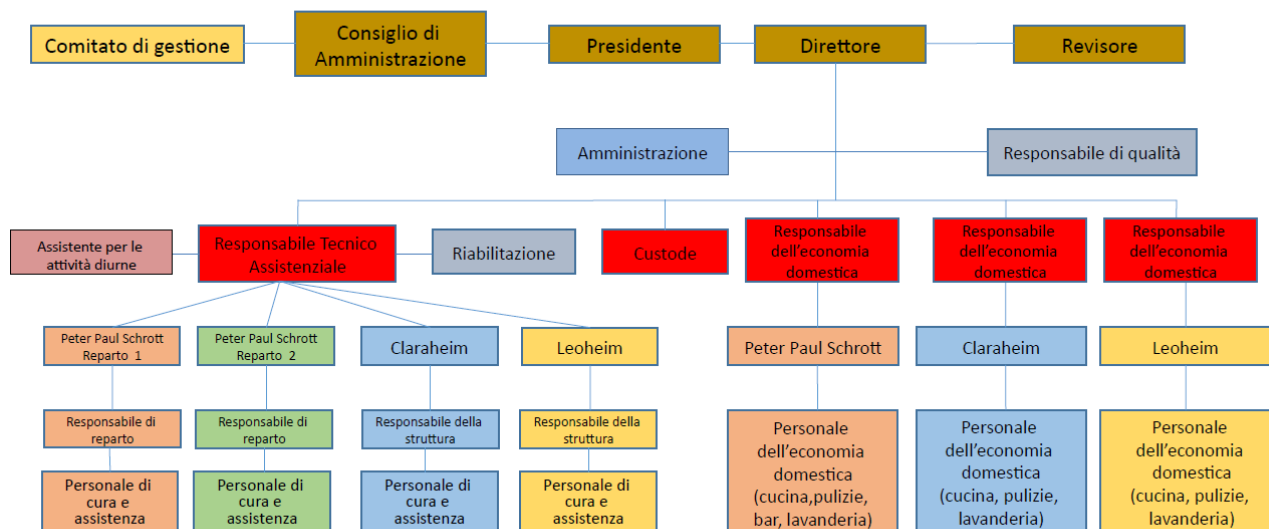 Comitato di gestione
Consiglio di
Amministrazione
Presidente
Direttore
Revisore
Amministrazione
Responsabile di qualità
Assistente per le
attività diurne
Responsabile Tecnico
Assistenziale
Riabilitazione
Custode
Responsabile
dell’economia
domestica
Responsabile
dell’economia
domestica
Responsabile
dell’economia
domestica
Peter Paul Schrott
Reparto 1
Peter Paul Schrott
Reparto 2
Claraheim
Leoheim
Peter Paul Schrott
Claraheim
Leoheim
Responsabile di
reparto
Responsabile di
reparto
Responsabile della
struttura
Responsabile della
struttura
Personale di
cura e
assistenza
Personale di
cura e
assistenza
Personale di
cura e
assistenza
Personale di
cura e
assistenza
Personale
dell’economia
domestica
(cucina,pulizie,
bar, lavanderia)
Personale
dell’economia
domestica
(cucina, pulizie,
lavanderia)
Personale
dell’economia
domestica
(cucina, pulizie,
lavanderia)